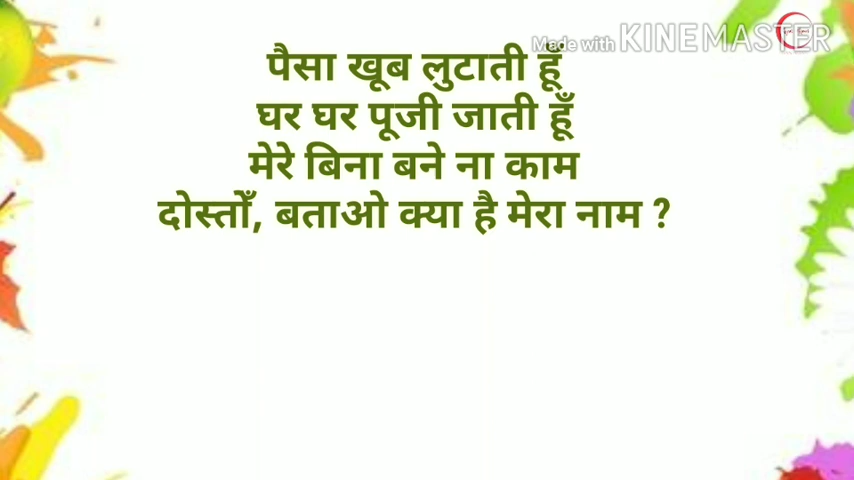 Made with KINEMASTER
पैसा खूब लुटाती हूँ
घर घर पूजी जाती हूँ
मेरे बिना बने ना काम
दोस्तोँ, बताओ क्या है मेरा नाम ?